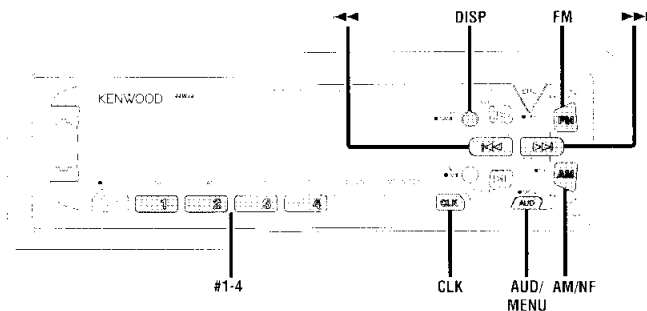 ◄◄ DISP FM ►►I
KENWOOD
FM
I◄◄ ►►I
AM
1 2 3 4
CLK AUD
#1-4 CLK AUD/ AM/NF
MENU